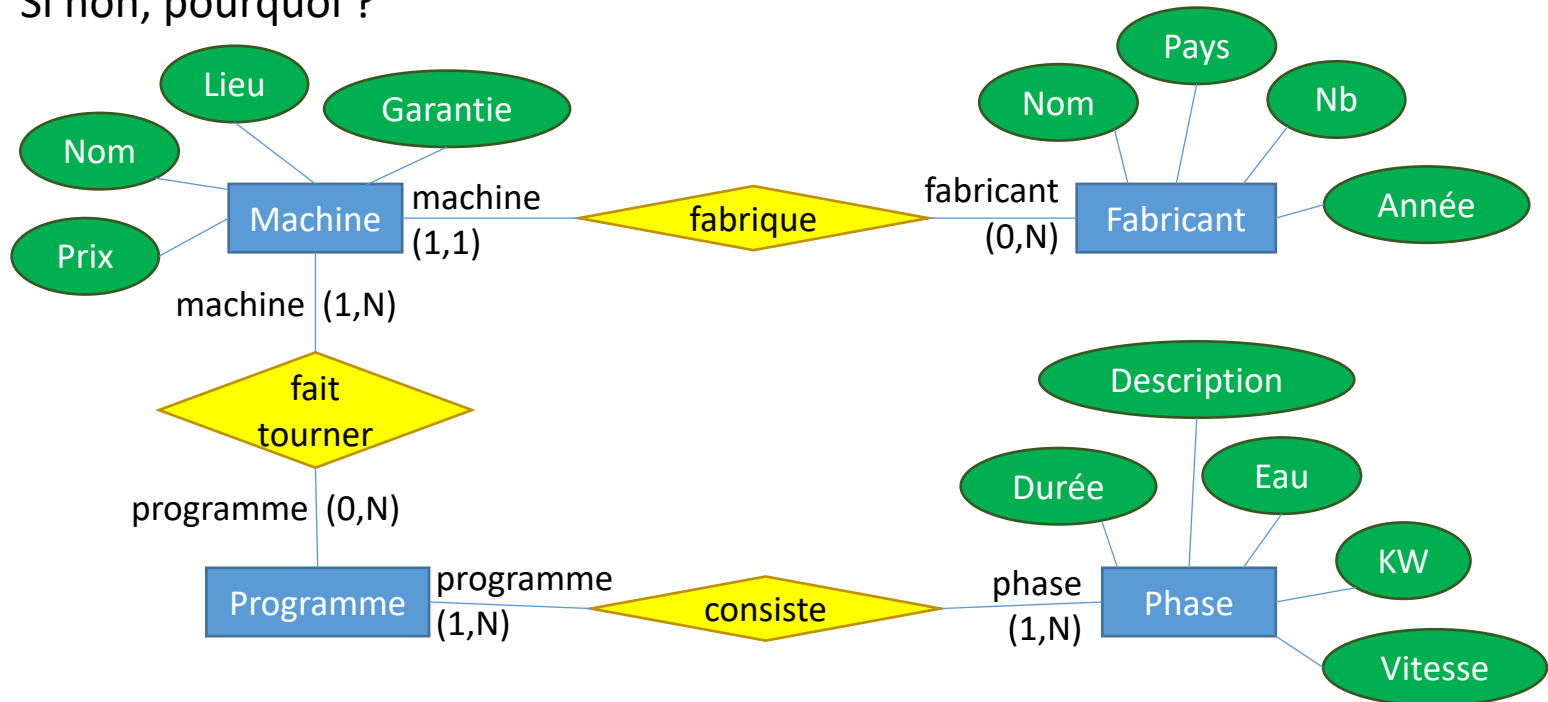 Si non, pourquoi ?
Pays
Lieu
Garantie
Nom
Nb
Nom
machine
fabricant
Année
Machine
fabrique
Fabricant
(1,1)
(0,N)
Prix
machine (1,N)
Description
fait
tourner
Durée
Eau
programme (0,N)
KW
programme
phase
Programme
consiste
Phase
(1,N)
(1,N)
Vitesse